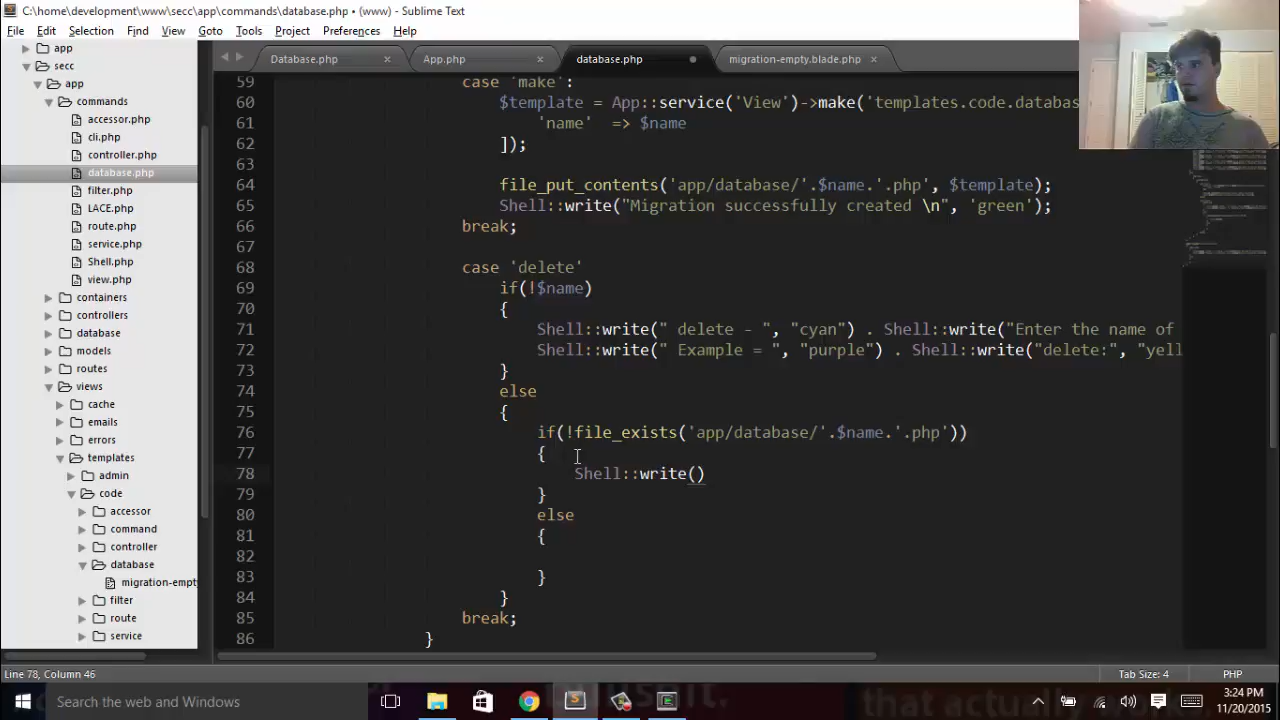 C:\home\development\www\secc\app\commands\database.php • (www) - Sublime Text
File Edit Selection Find View Goto Tools Project Preferences Help
Database.php × App.php × database.php migration-empty.blade.php ×
app
secc
app
commands
accessor.php
cli.php
controller.php
database.php
filter.php
LACE.php
route.php
service.php
Shell.php
view.php
containers
controllers
database
models
routes
views
cache
emails
errors
templates
admin
code
accessor
command
controller
database
migration-empt
filter
route
service
59 case 'make':
60 $template = App::service('View')->make('templates.code.databas
61 'name' => $name
62 ]);
63
64 file_put_contents('app/database/'.$name.'.php', $template);
65 Shell::write("Migration successfully created \n", 'green');
66 break;
67
68 case 'delete'
69 if(!$name)
70 {
71 Shell::write(" delete - ", "cyan") . Shell::write("Enter the name of
72 Shell::write(" Example = ", "purple") . Shell::write("delete:", "yell
73 }
74 else
75 {
76 if(!file_exists('app/database/'.$name.'.php'))
77 {
78 Shell::write()
79 }
80 else
81 {
82
83 }
84 }
85 break;
86 }
Line 78, Column 46 Tab Size: 4 PHP
Search the web and Windows
3:24 PM
11/20/2015